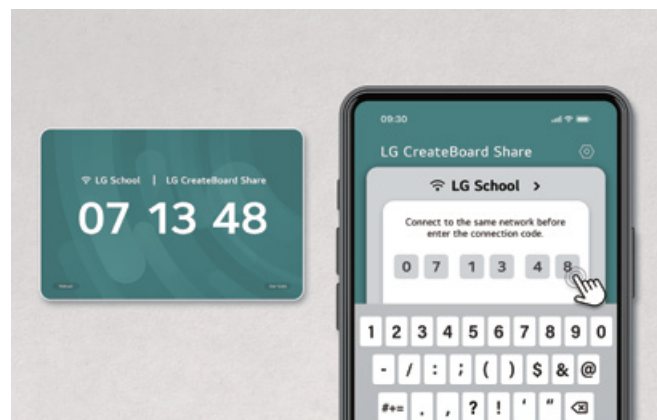 LG School | LG CreateBoard Share
07 13 48
09:30
LG CreateBoard Share
LG School >
Connect to the same network before
enter the connection code.
0 7 1 3 4 8
1 2 3 4 5 6 7 8 9 0
- / : ; ( ) $ & @
#+= . , ? ! ' "